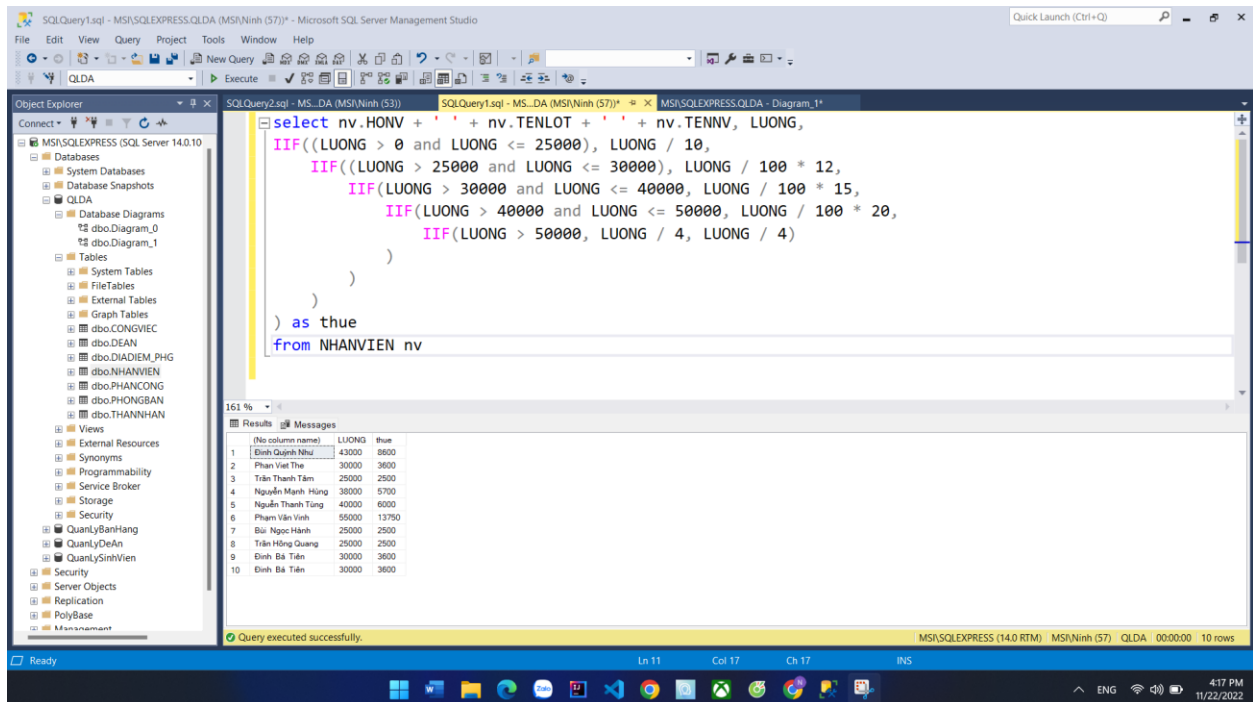 SQLQuery1.sql - MSI\SQLEXPRESS.QLDA (MSI\Ninh (57))* - Microsoft SQL Server Management Studio
Quick Launch (Ctrl+Q)
File Edit View Query Project Tools Window Help
New Query
QLDA
Execute
Object Explorer
SQLQuery2.sql - MS...DA (MSI\Ninh (53))
SQLQuery1.sql - MS...DA (MSI\Ninh (57))*
MSI\SQLEXPRESS.QLDA - Diagram_1*
Connect
MSI\SQLEXPRESS (SQL Server 14.0.10
Databases
System Databases
Database Snapshots
QLDA
Database Diagrams
dbo.Diagram_0
dbo.Diagram_1
Tables
System Tables
FileTables
External Tables
Graph Tables
dbo.CONGVIEC
dbo.DEAN
dbo.DIADIEM_PHG
dbo.NHANVIEN
dbo.PHANCONG
dbo.PHONGBAN
dbo.THANNHAN
Views
External Resources
Synonyms
Programmability
Service Broker
Storage
Security
QuanLyBanHang
QuanLyDeAn
QuanLySinhVien
Security
Server Objects
Replication
PolyBase
Management
select nv.HONV + ' ' + nv.TENLOT + ' ' + nv.TENNV, LUONG,
IIF((LUONG > 0 and LUONG <= 25000), LUONG / 10,
IIF((LUONG > 25000 and LUONG <= 30000), LUONG / 100 * 12,
IIF(LUONG > 30000 and LUONG <= 40000, LUONG / 100 * 15,
IIF(LUONG > 40000 and LUONG <= 50000, LUONG / 100 * 20,
IIF(LUONG > 50000, LUONG / 4, LUONG / 4)
)
)
)
) as thue
from NHANVIEN nv
161 %
Results Messages
(No column name) LUONG thue
1 Đinh Quỳnh Như 43000 8600
2 Phan Viet The 30000 3600
3 Trần Thanh Tâm 25000 2500
4 Nguyễn Mạnh Hùng 38000 5700
5 Nguễn Thanh Tùng 40000 6000
6 Phạm Văn Vinh 55000 13750
7 Bùi Ngọc Hành 25000 2500
8 Trần Hồng Quang 25000 2500
9 Đinh Bá Tiên 30000 3600
10 Đinh Bá Tiên 30000 3600
Query executed successfully.
MSI\SQLEXPRESS (14.0 RTM) MSI\Ninh (57) QLDA 00:00:00 10 rows
Ready
Ln 11 Col 17 Ch 17 INS
Zalo
ENG
4:17 PM
11/22/2022